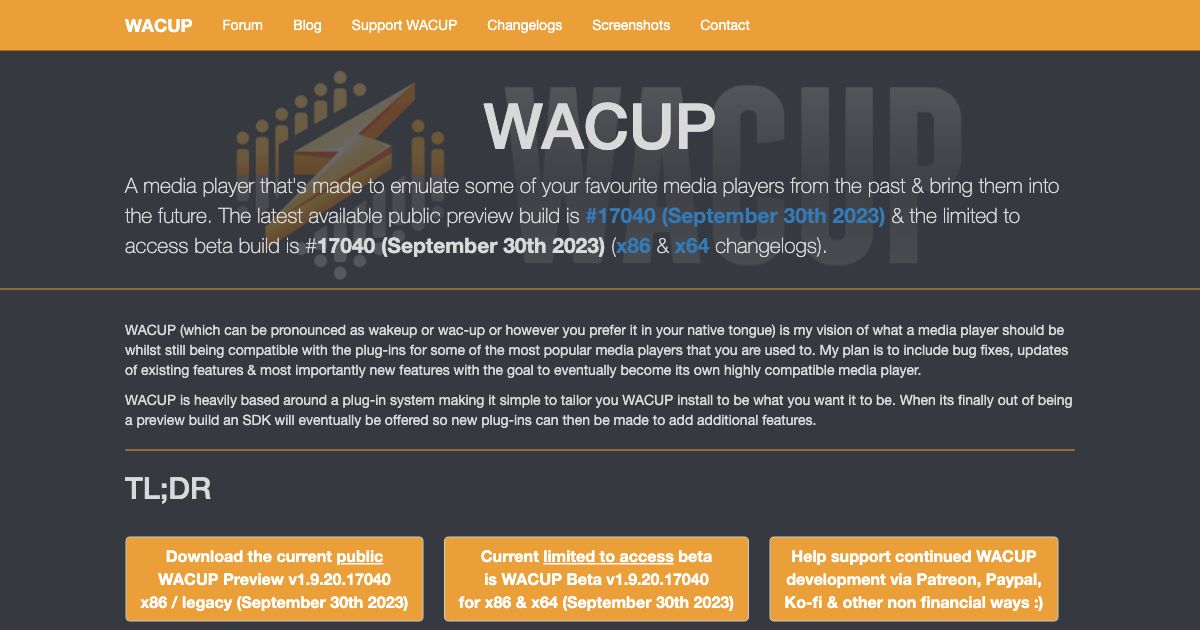 WACUP Forum Blog Support WACUP Changelogs Screenshots Contact
WACUP
WACUP
A media player that's made to emulate some of your favourite media players from the past & bring them into
the future. The latest available public preview build is #17040 (September 30th 2023) & the limited to
access beta build is #17040 (September 30th 2023) (x86 & x64 changelogs).
WACUP (which can be pronounced as wakeup or wac-up or however you prefer it in your native tongue) is my vision of what a media player should be
whilst still being compatible with the plug-ins for some of the most popular media players that you are used to. My plan is to include bug fixes, updates
of existing features & most importantly new features with the goal to eventually become its own highly compatible media player.
WACUP is heavily based around a plug-in system making it simple to tailor you WACUP install to be what you want it to be. When its finally out of being
a preview build an SDK will eventually be offered so new plug-ins can then be made to add additional features.
TL;DR
Download the current public
WACUP Preview v1.9.20.17040
x86 / legacy (September 30th 2023)
Current limited to access beta
is WACUP Beta v1.9.20.17040
for x86 & x64 (September 30th 2023)
Help support continued WACUP
development via Patreon, Paypal,
Ko-fi & other non financial ways :)